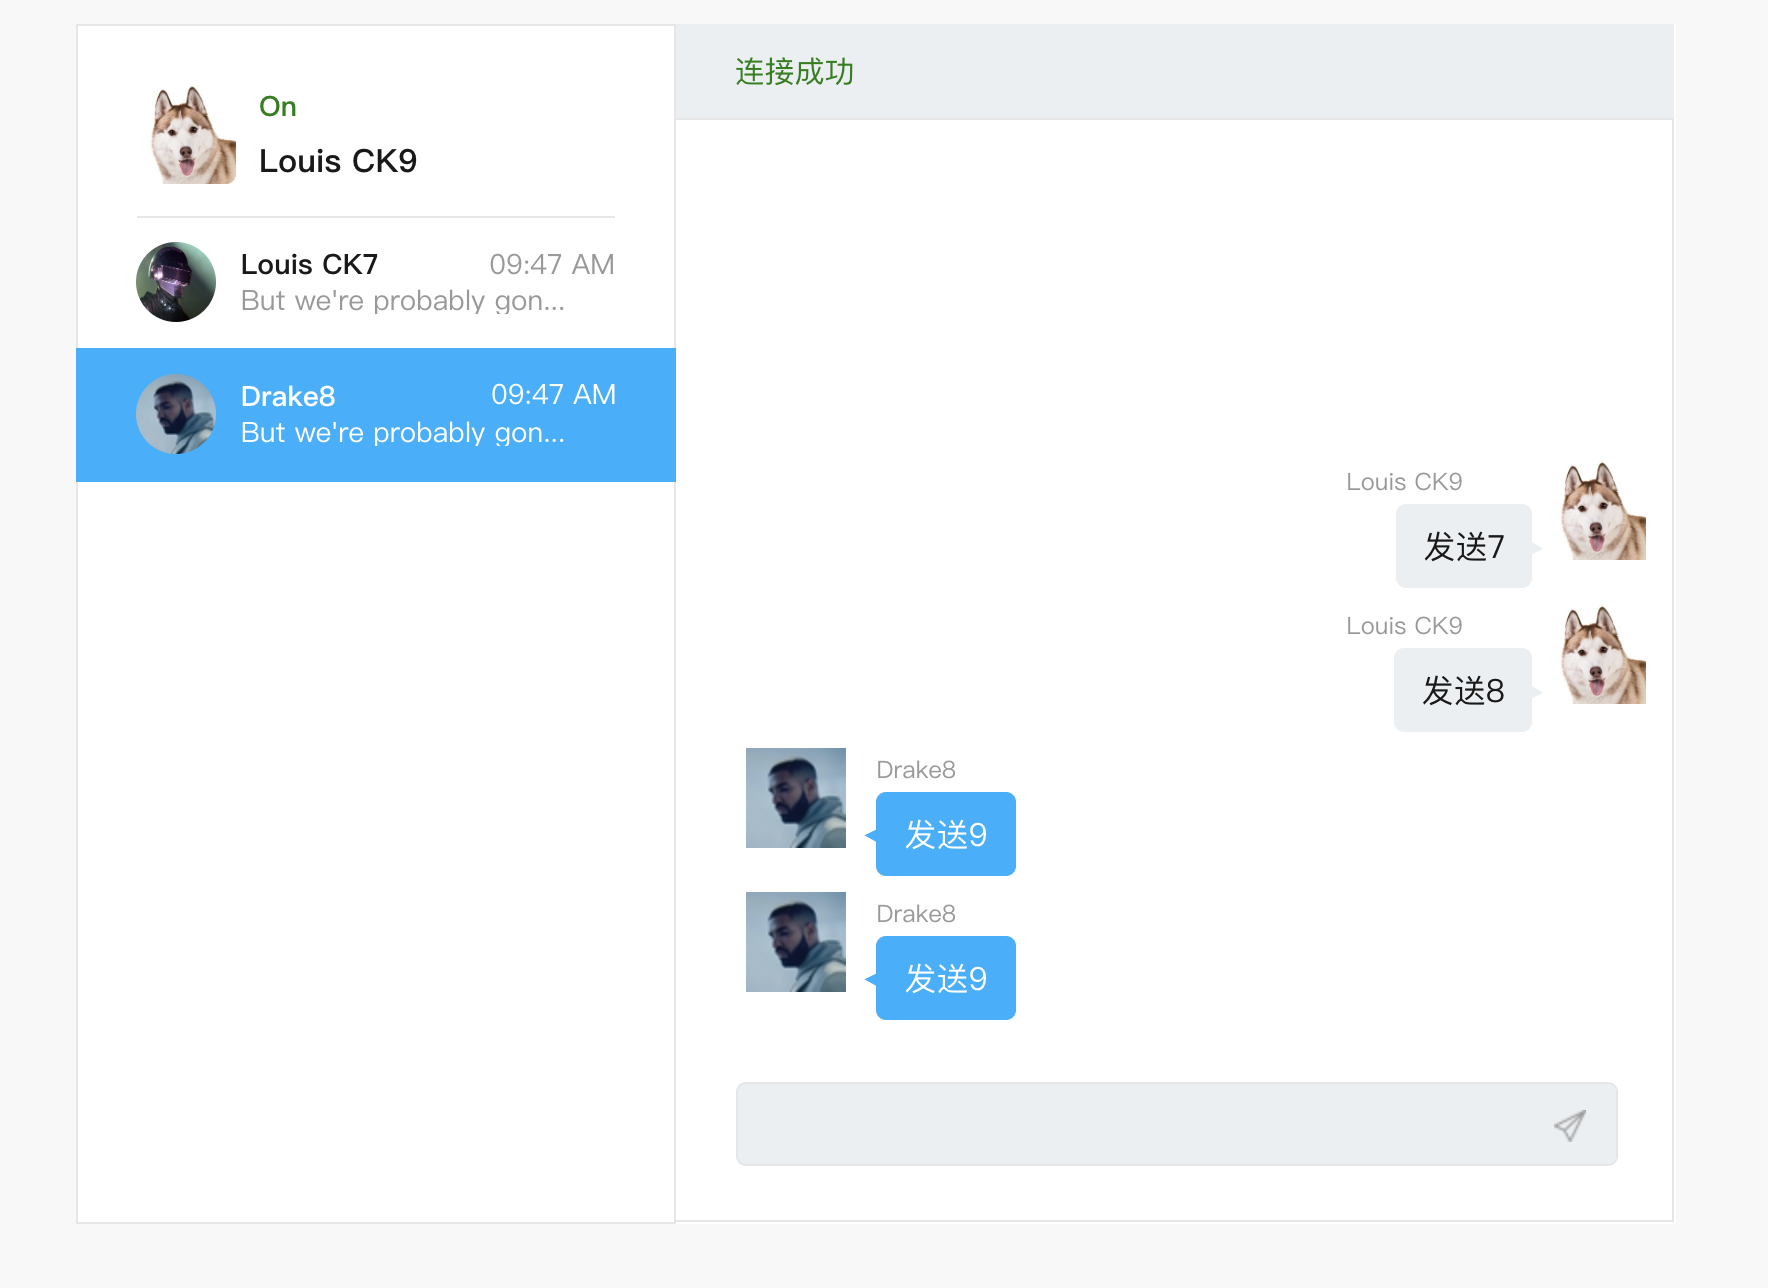 On
Louis CK9
Louis CK7 09:47 AM
But we're probably gon...
Drake8 09:47 AM
But we're probably gon...
连接成功
Louis CK9
发送7
Louis CK9
发送8
Drake8
发送9
Drake8
发送9